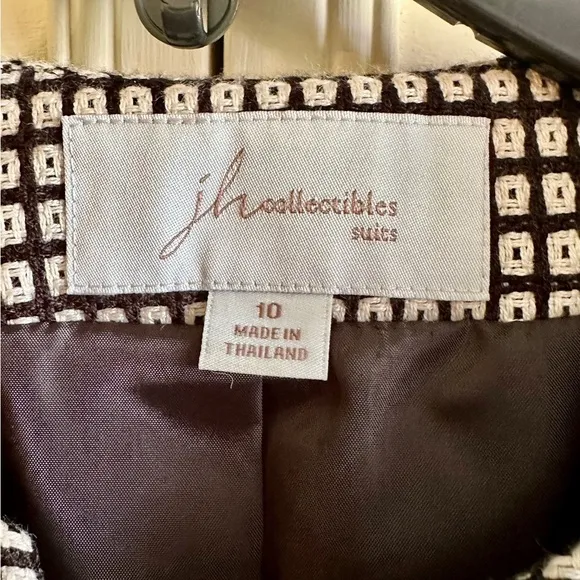 jh collectibles
suits
10
MADE IN
THAILAND